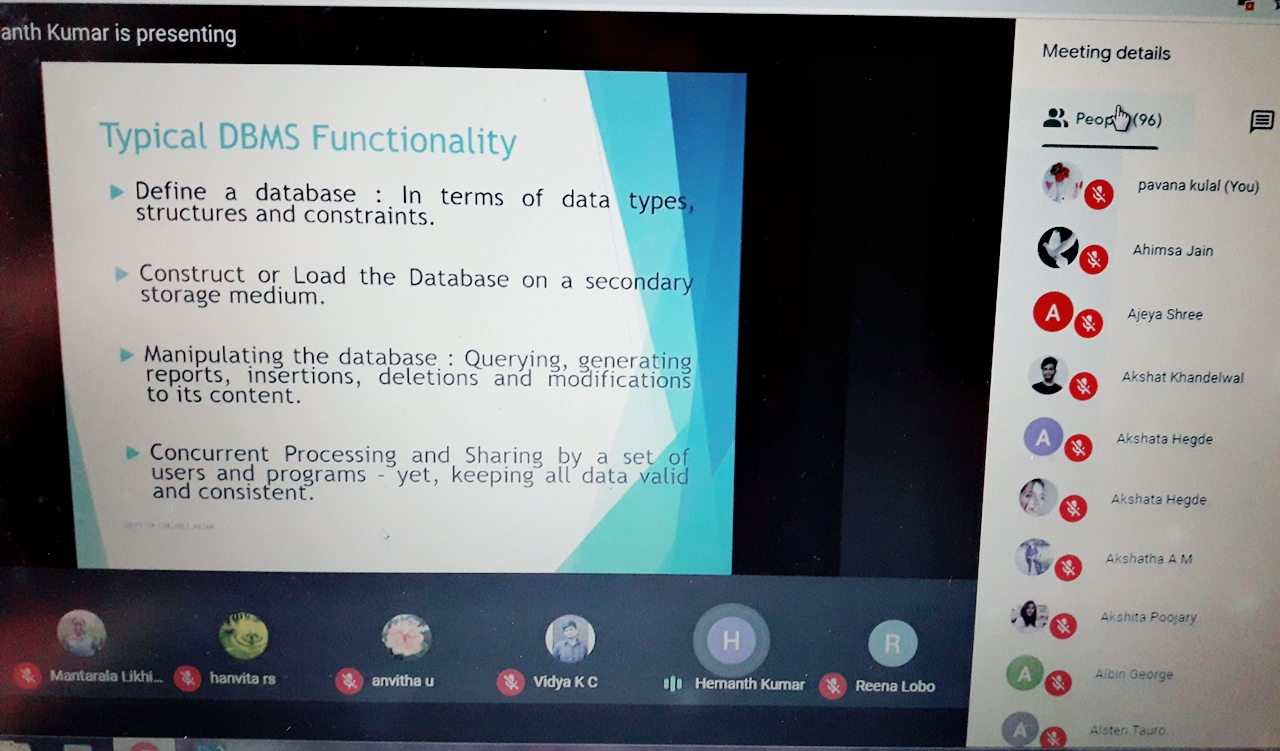 anth Kumar is presenting
Typical DBMS Functionality
Define a database : In terms of data types,
structures and constraints.
Construct or Load the Database on a secondary
storage medium.
Manipulating the database : Querying, generating
reports, insertions, deletions and modifications
to its content.
Concurrent Processing and Sharing by a set of
users and programs - yet, keeping all data valid
and consistent.
Mantarala Likhi...
hanvita rs
anvitha u
Vidya K C
H
Hemanth Kumar
R
Reena Lobo
Meeting details
(96)
pavana kulal (You)
Ahimsa Jain
A
Ajeya Shree
Akshat Khandelwal
A
Akshata Hegde
Akshata Hegde
Akshatha A M
Akshita Poojary
A
Albin George
A
Alsten Tauro